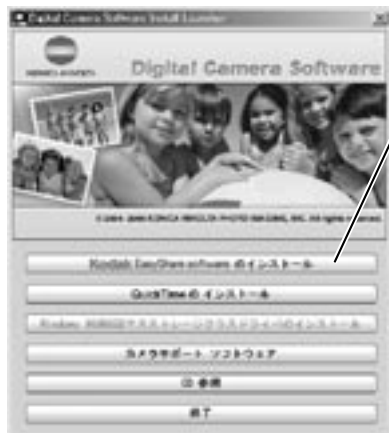 Digital Camera Software Install Launcher
KONICA MINOLTA
Digital Camera Software
Kodak EasyShare software のインストール
QuickTime の インストール
カメラサポート ソフトウェア
CD 参照
終了